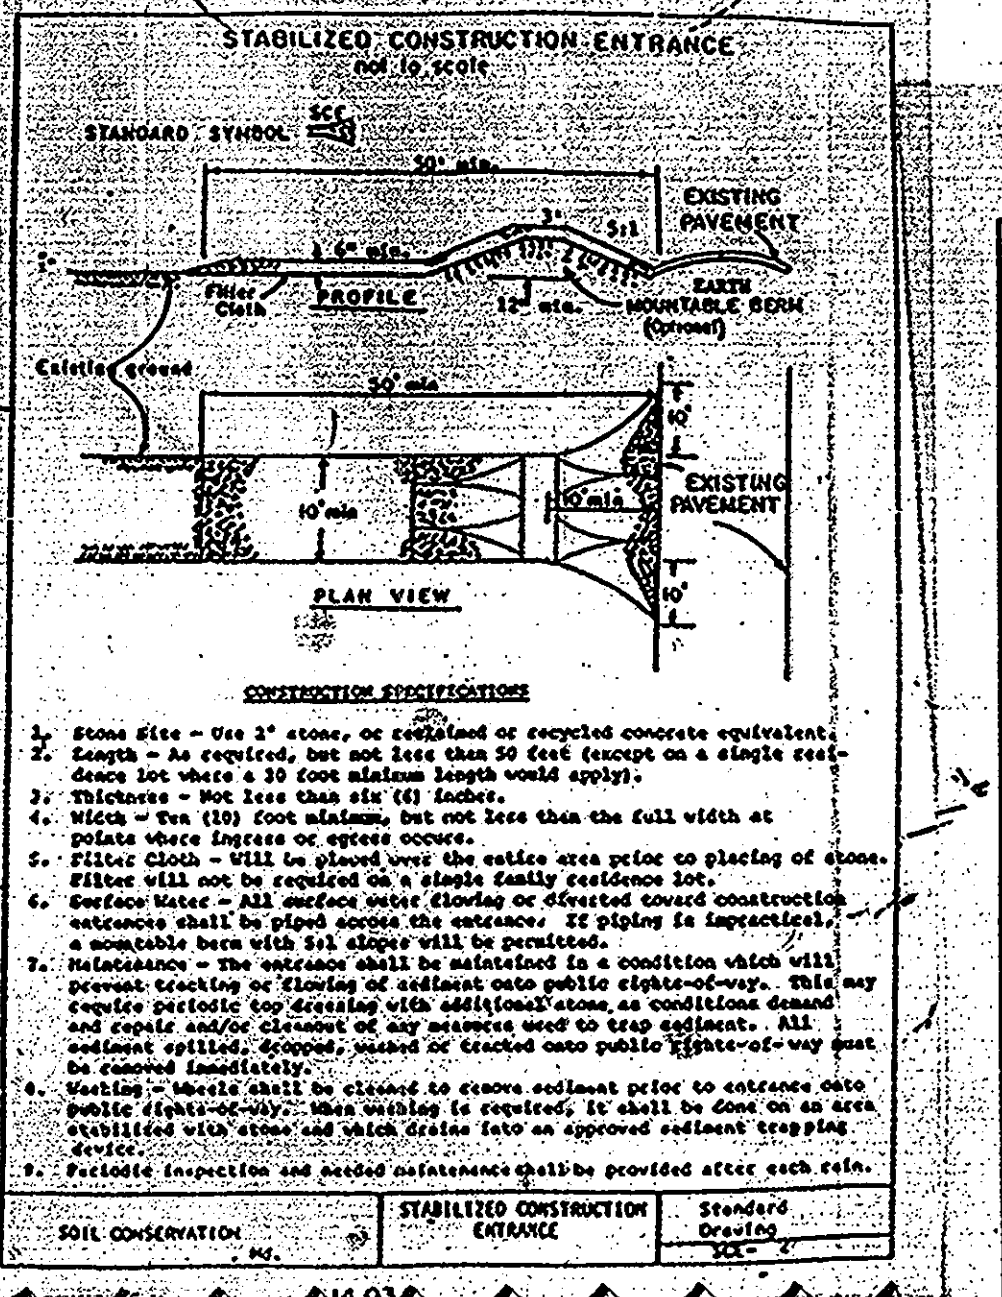 STABILIZED CONSTRUCTION ENTRANCE
not to scale
STANDARD SYMBOL
50' min.
EXISTING
PAVEMENT
3'
5:1
6" min.
Filter
Cloth
PROFILE
12" min.
EARTH
MOUNTABLE BERM
(Optional)
Existing ground
50' min
10'
10' min
10' min
EXISTING
PAVEMENT
10'
PLAN VIEW
CONSTRUCTION SPECIFICATIONS
1. Stone Size - Use 2" stone, or reclaimed or recycled concrete equivalent.
2. Length - As required, but not less than 50 feet (except on a single resi-
dence lot where a 30 foot minimum length would apply).
3. Thickness - Not less than six (6) inches.
4. Width - Ten (10) foot minimum, but not less than the full width at
points where ingress or egress occurs.
5. Filter Cloth - Will be placed over the entire area prior to placing of stone.
Filter will not be required on a single family residence lot.
6. Surface Water - All surface water flowing or diverted toward construction
entrances shall be piped across the entrance. If piping is impractical,
a mountable berm with 5:1 slopes will be permitted.
7. Maintenance - The entrance shall be maintained in a condition which will
prevent tracking or flowing of sediment onto public rights-of-way. This may
require periodic top dressing with additional stone as conditions demand
and repair and/or cleanout of any measures used to trap sediment. All
sediment spilled, dropped, washed or tracked onto public rights-of-way must
be removed immediately.
8. Washing - Wheels shall be cleaned to remove sediment prior to entrance onto
public rights-of-way. When washing is required, it shall be done on an area
stabilized with stone and which drains into an approved sediment trapping
device.
9. Periodic inspection and needed maintenance shall be provided after each rain.
SOIL CONSERVATION
STABILIZED CONSTRUCTION
ENTRANCE
Standard
Drawing